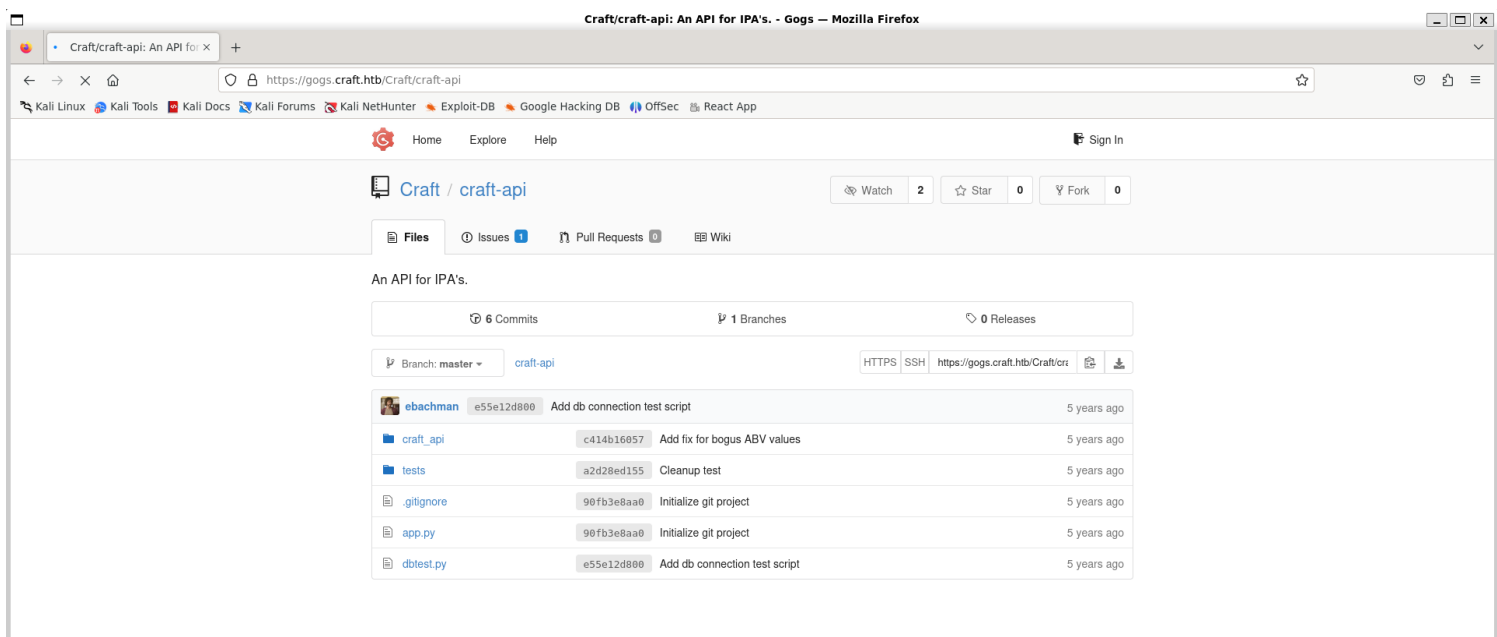 Craft/craft-api: An API for IPA's. - Gogs — Mozilla Firefox
Craft/craft-api: An API for
https://gogs.craft.htb/Craft/craft-api
Kali Linux Kali Tools Kali Docs Kali Forums Kali NetHunter Exploit-DB Google Hacking DB OffSec React App
Home Explore Help Sign In
Craft / craft-api Watch 2 Star 0 Fork 0
Files Issues 1 Pull Requests 0 Wiki
An API for IPA's.
6 Commits 1 Branches 0 Releases
Branch: master craft-api HTTPS SSH https://gogs.craft.htb/Craft/cra
ebachman e55e12d800 Add db connection test script 5 years ago
craft_api c414b16057 Add fix for bogus ABV values 5 years ago
tests a2d28ed155 Cleanup test 5 years ago
.gitignore 90fb3e8aa0 Initialize git project 5 years ago
app.py 90fb3e8aa0 Initialize git project 5 years ago
dbtest.py e55e12d800 Add db connection test script 5 years ago